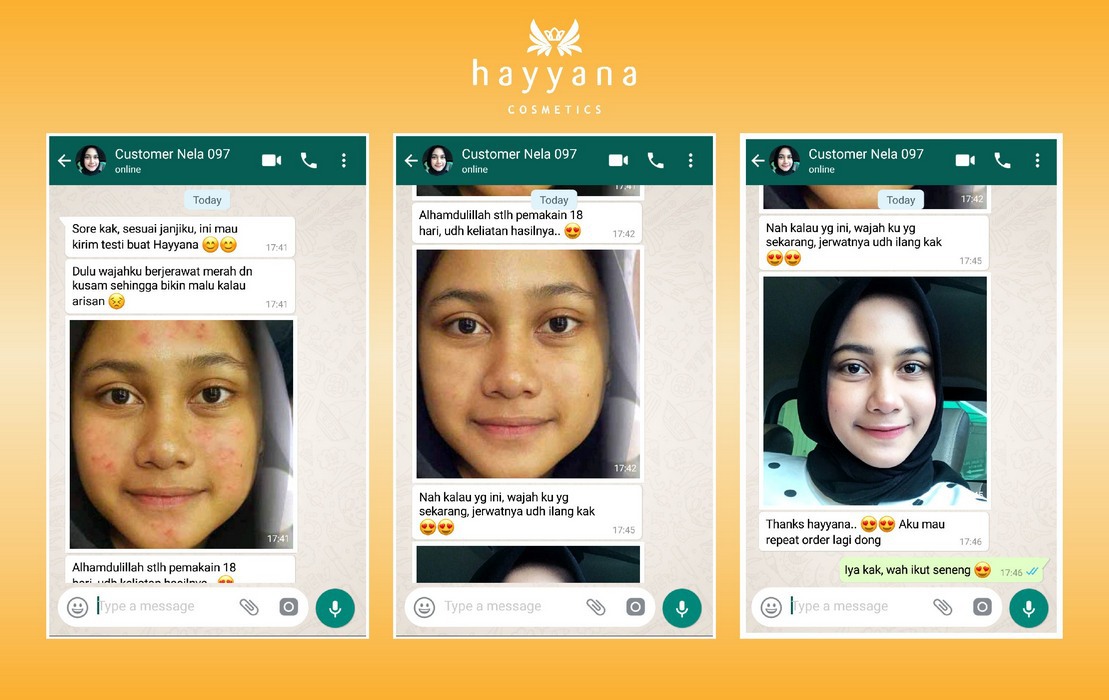 hayyana
COSMETICS
Customer Nela 097
online
Today
Sore kak, sesuai janjiku, ini mau
kirim testi buat Hayyana 😊😊
17:41
Dulu wajahku berjerawat merah dn
kusam sehingga bikin malu kalau
arisan 😣
17:41
17:41
Alhamdulillah stlh pemakain 18
hari, udh keliatan hasilnya.. 😍
Type a message
Customer Nela 097
online
17:41
Today
Alhamdulillah stlh pemakain 18
hari, udh keliatan hasilnya.. 😍
17:42
17:42
Nah kalau yg ini, wajah ku yg
sekarang, jerwatnya udh ilang kak
😍😍
17:45
Type a message
Customer Nela 097
online
17:42
Today
Nah kalau yg ini, wajah ku yg
sekarang, jerwatnya udh ilang kak
😍😍
17:45
Thanks hayyana.. 😍😍 Aku mau
repeat order lagi dong
17:46
Iya kak, wah ikut seneng 😍
17:46
Type a message